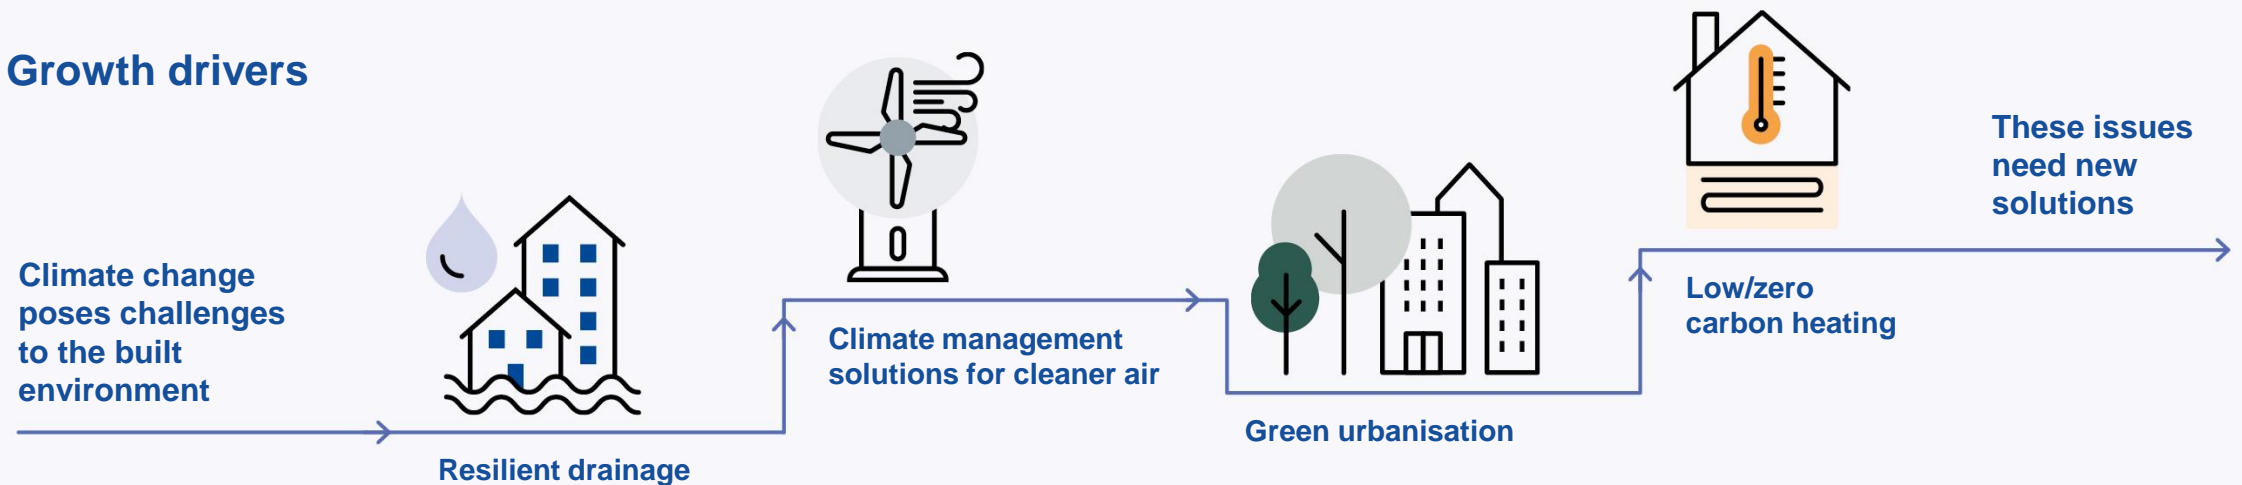 Growth drivers
Climate change
poses challenges
to the built
environment
Resilient drainage
Climate management
solutions for cleaner air
Green urbanisation
Low/zero
carbon heating
These issues
need new
solutions